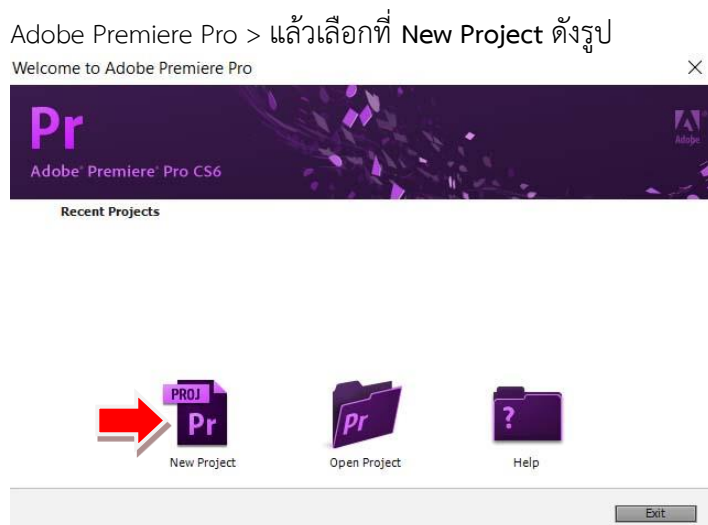 Adobe Premiere Pro > แล้วเลือกที่ New Project ดังรูป
Welcome to Adobe Premiere Pro
Pr
Adobe
Adobe® Premiere® Pro CS6
Recent Projects
PROJ
Pr
Pr
?
New Project
Open Project
Help
Exit